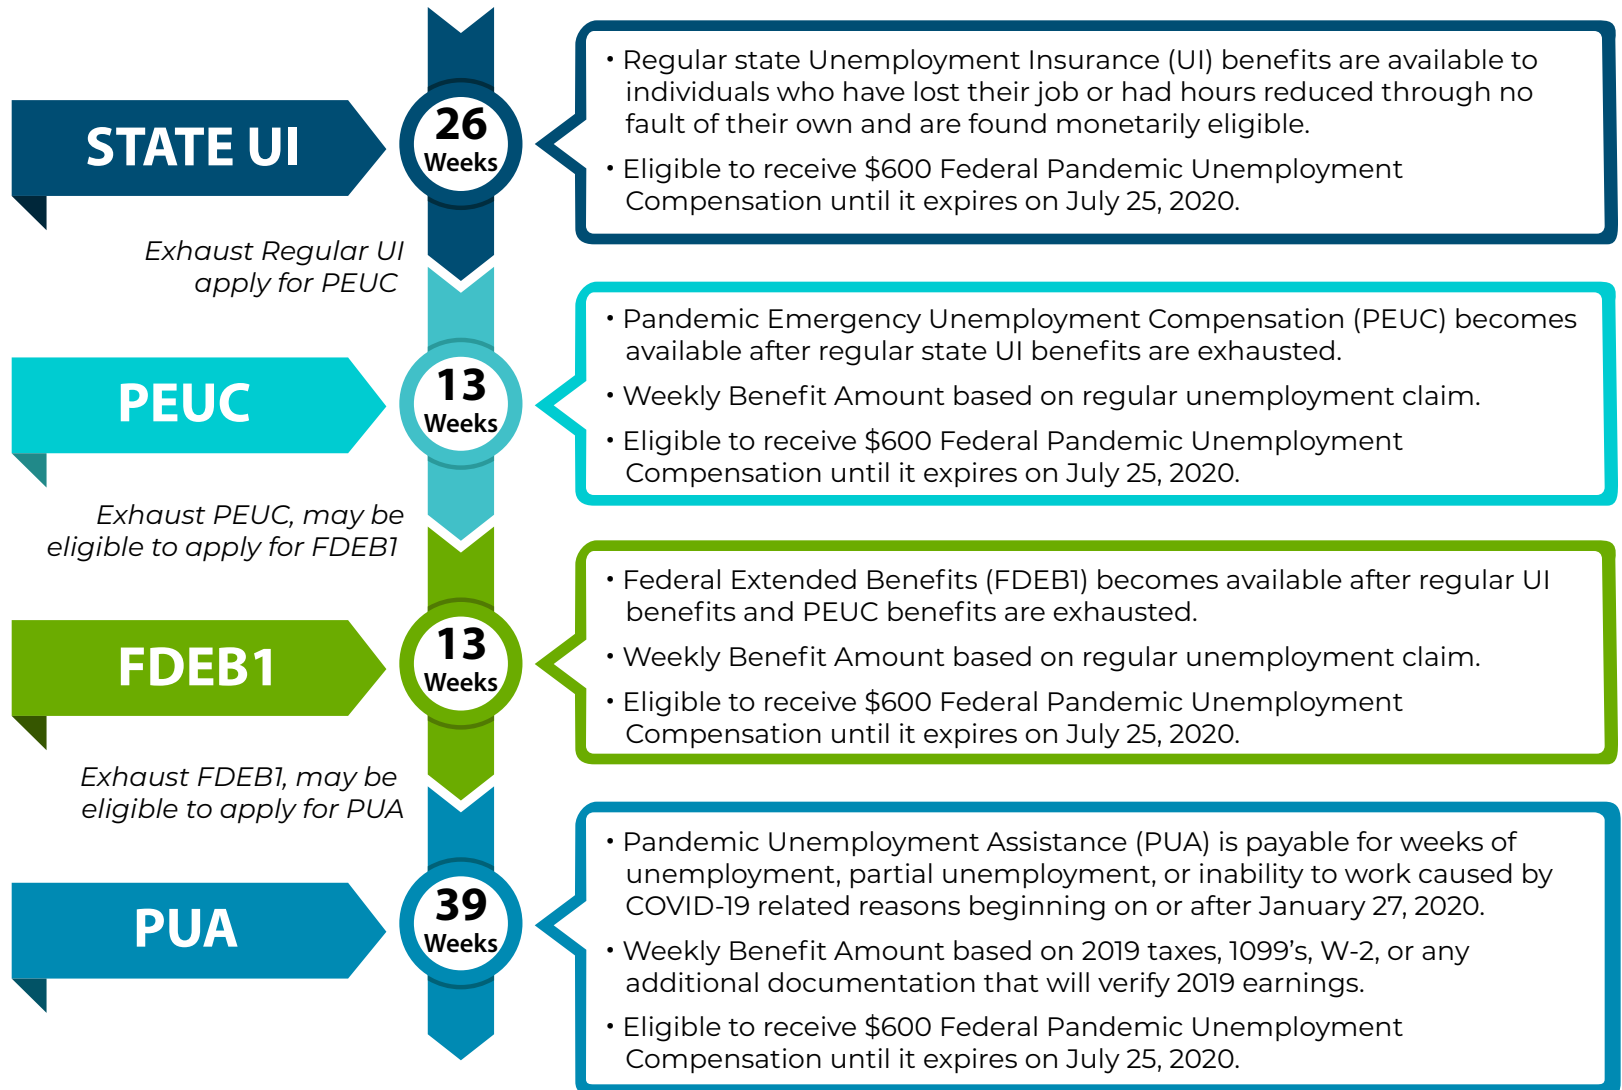 STATE UI
26
Weeks
• Regular state Unemployment Insurance (UI) benefits are available to
individuals who have lost their job or had hours reduced through no
fault of their own and are found monetarily eligible.
• Eligible to receive $600 Federal Pandemic Unemployment
Compensation until it expires on July 25, 2020.
Exhaust Regular UI
apply for PEUC
PEUC
13
Weeks
• Pandemic Emergency Unemployment Compensation (PEUC) becomes
available after regular state UI benefits are exhausted.
• Weekly Benefit Amount based on regular unemployment claim.
• Eligible to receive $600 Federal Pandemic Unemployment
Compensation until it expires on July 25, 2020.
Exhaust PEUC, may be
eligible to apply for FDEB1
FDEB1
13
Weeks
• Federal Extended Benefits (FDEB1) becomes available after regular UI
benefits and PEUC benefits are exhausted.
• Weekly Benefit Amount based on regular unemployment claim.
• Eligible to receive $600 Federal Pandemic Unemployment
Compensation until it expires on July 25, 2020.
Exhaust FDEB1, may be
eligible to apply for PUA
PUA
39
Weeks
• Pandemic Unemployment Assistance (PUA) is payable for weeks of
unemployment, partial unemployment, or inability to work caused by
COVID-19 related reasons beginning on or after January 27, 2020.
• Weekly Benefit Amount based on 2019 taxes, 1099’s, W-2, or any
additional documentation that will verify 2019 earnings.
• Eligible to receive $600 Federal Pandemic Unemployment
Compensation until it expires on July 25, 2020.